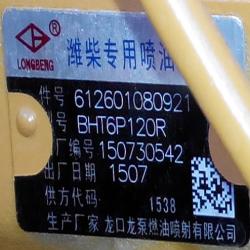 LONGBENG ®
潍柴专用喷油
件号 612601080921
型号 BHT6P120R
厂编号 150730542
出厂日期 1507
供方代码 1538
生产厂家 龙口龙泵燃油喷射有限公